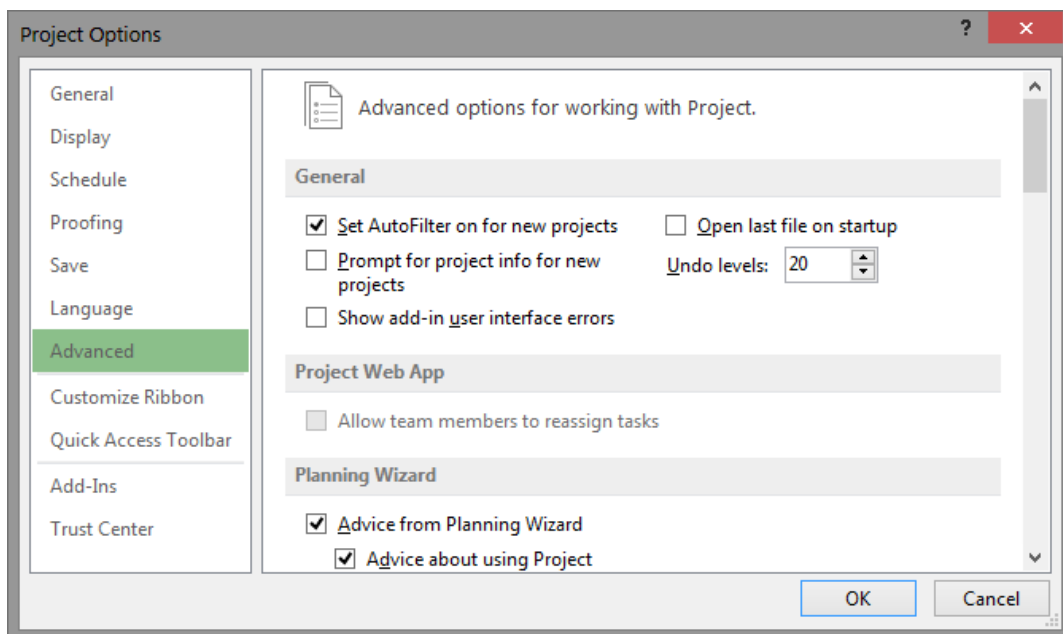 Project Options
?
General
Display
Schedule
Proofing
Save
Language
Advanced
Customize Ribbon
Quick Access Toolbar
Add-Ins
Trust Center
Advanced options for working with Project.
General
Set AutoFilter on for new projects
Open last file on startup
Prompt for project info for new
projects
Undo levels: 20
Show add-in user interface errors
Project Web App
Allow team members to reassign tasks
Planning Wizard
Advice from Planning Wizard
Advice about using Project
OK
Cancel